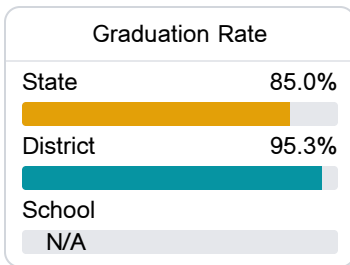 Graduation Rate
State 85.0%
District 95.3%
School
N/A